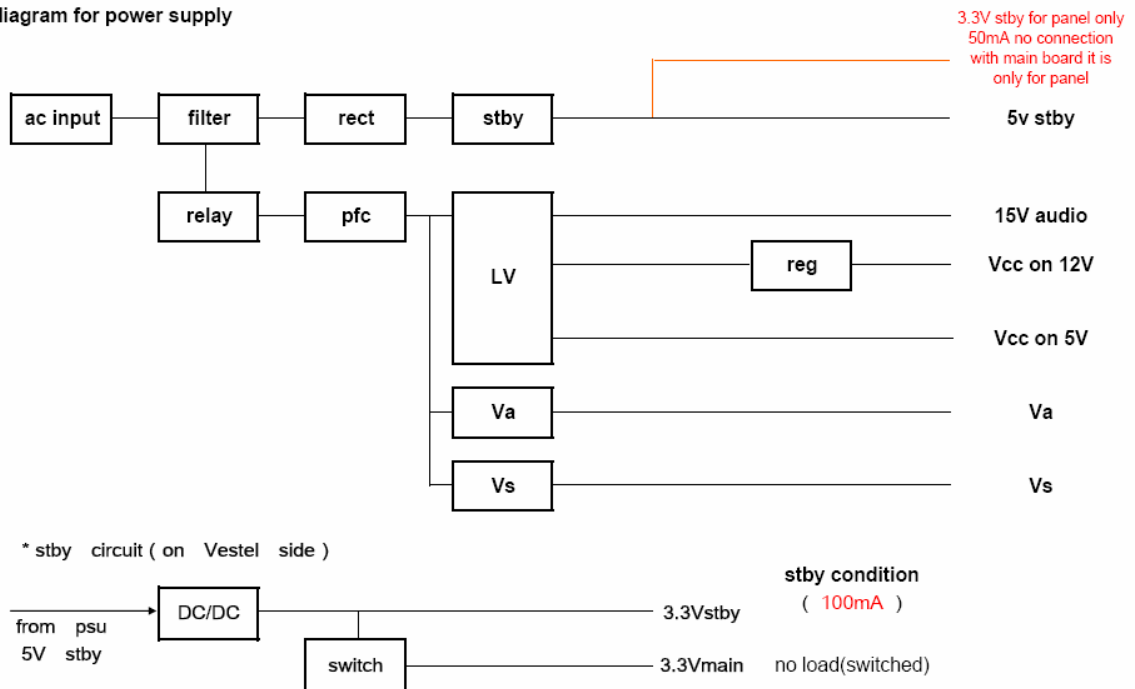 diagram for power supply
3.3V stby for panel only
50mA no connection
with main board it is
only for panel
ac input
filter
rect
stby
5v stby
relay
pfc
LV
15V audio
reg
Vcc on 12V
Vcc on 5V
Va
Va
Vs
Vs
* stby circuit ( on Vestel side )
stby condition
( 100mA )
DC/DC
3.3Vstby
from psu
5V stby
switch
3.3Vmain
no load(switched)